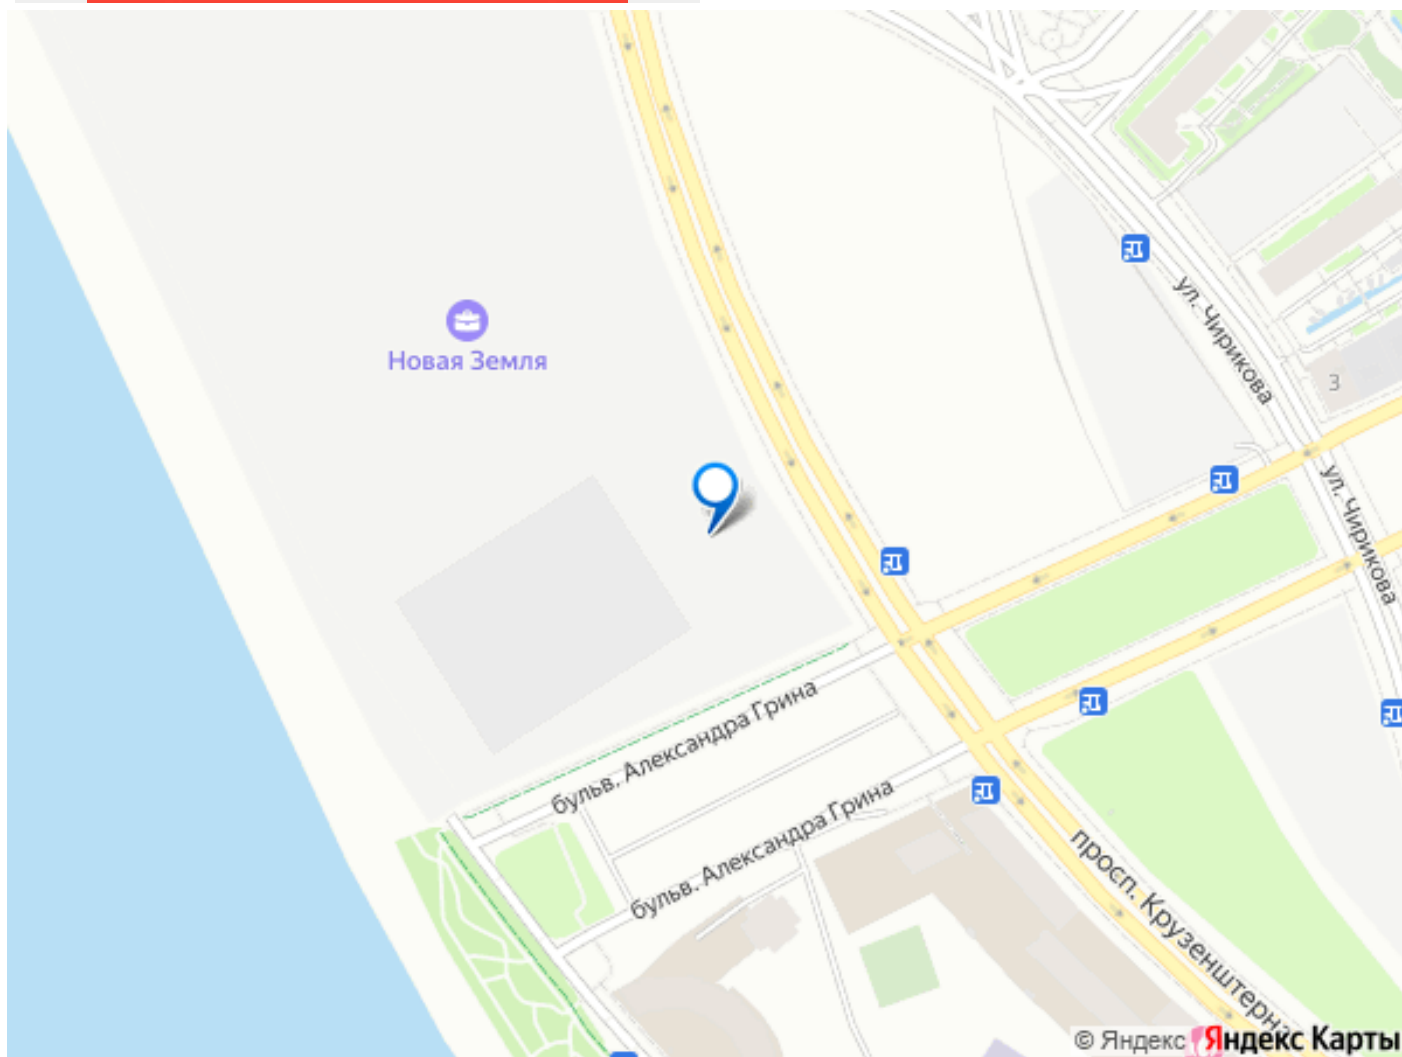 Новая Земля
ул. Чирикова
3
ул. Чирикова
бульв. Александра Грина
бульв. Александра Грина
просп. Крузенштерна
© Яндекс Яндекс Карты